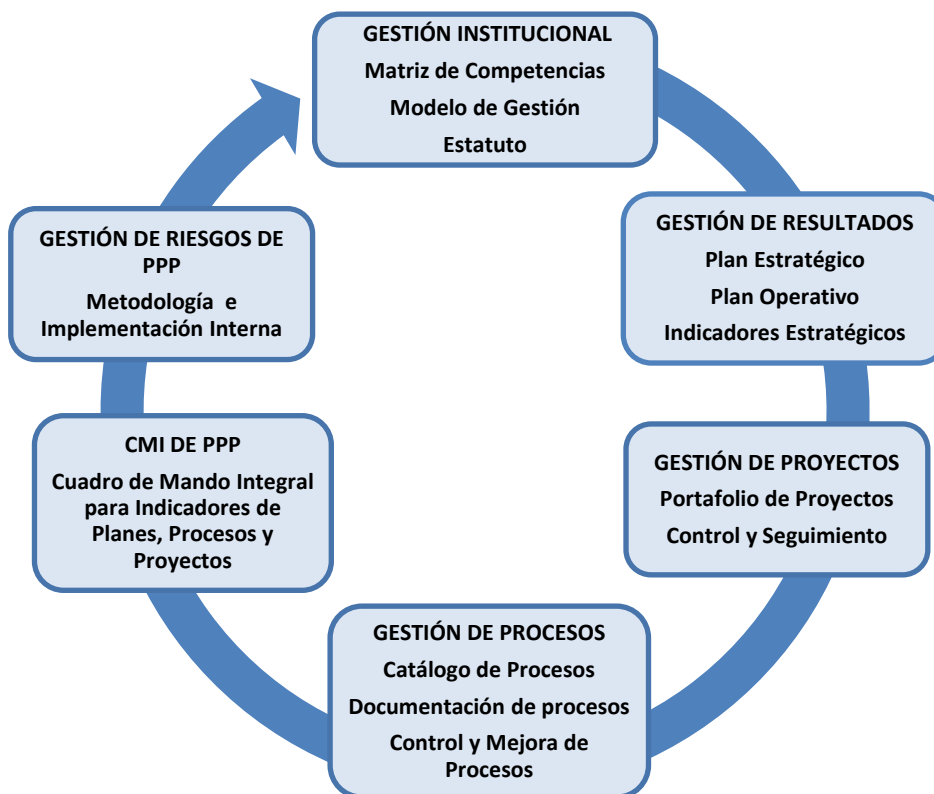 GESTIÓN INSTITUCIONAL
Matriz de Competencias
Modelo de Gestión
Estatuto
GESTIÓN DE RESULTADOS
Plan Estratégico
Plan Operativo
Indicadores Estratégicos
GESTIÓN DE PROYECTOS
Portafolio de Proyectos
Control y Seguimiento
GESTIÓN DE PROCESOS
Catálogo de Procesos
Documentación de procesos
Control y Mejora de
Procesos
CMI DE PPP
Cuadro de Mando Integral
para Indicadores de
Planes, Procesos y
Proyectos
GESTIÓN DE RIESGOS DE
PPP
Metodología e
Implementación Interna